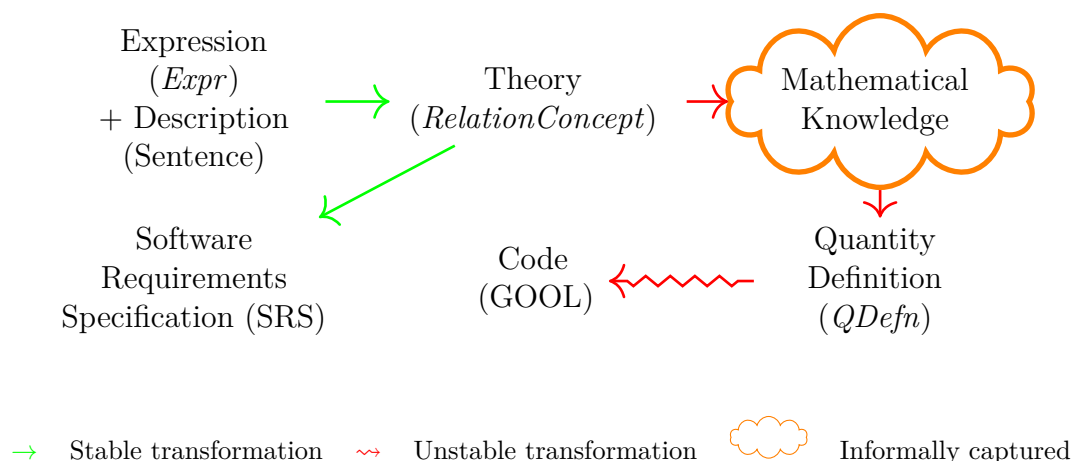 Expression
(Expr)
+ Description
(Sentence)
Theory
(RelationConcept)
Mathematical
Knowledge
Software
Requirements
Specification (SRS)
Code
(GOOL)
Quantity
Definition
(QDefn)
Stable transformation
Unstable transformation
Informally captured